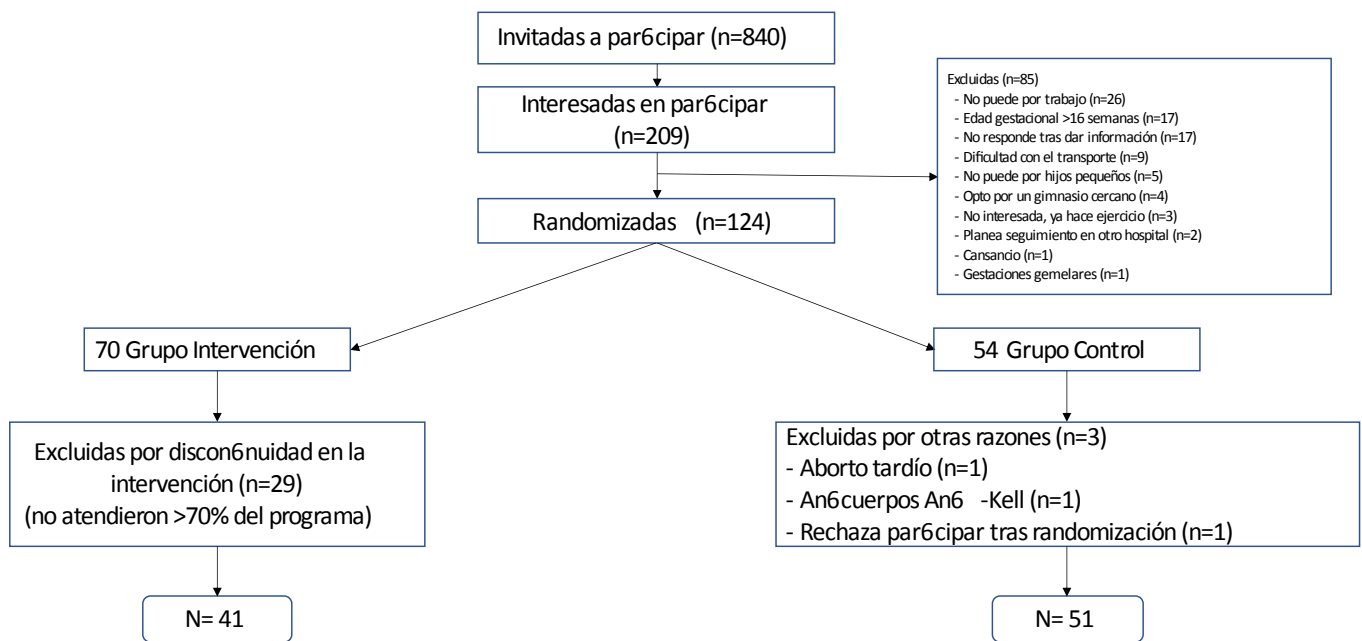 Invitadas a par6cipar (n=840)
Interesadas en par6cipar
(n=209)
Excluidas (n=85)
- No puede por trabajo (n=26)
- Edad gestacional >16 semanas (n=17)
- No responde tras dar información (n=17)
- Dificultad con el transporte (n=9)
- No puede por hijos pequeños (n=5)
- Opto por un gimnasio cercano (n=4)
- No interesada, ya hace ejercicio (n=3)
- Planea seguimiento en otro hospital (n=2)
- Cansancio (n=1)
- Gestaciones gemelares (n=1)
Randomizadas (n=124)
70 Grupo Intervención
54 Grupo Control
Excluidas por discon6nuidad en la
intervención (n=29)
(no atendieron >70% del programa)
Excluidas por otras razones (n=3)
- Aborto tardío (n=1)
- An6cuerpos An6 -Kell (n=1)
- Rechaza par6cipar tras randomización (n=1)
N= 41
N= 51